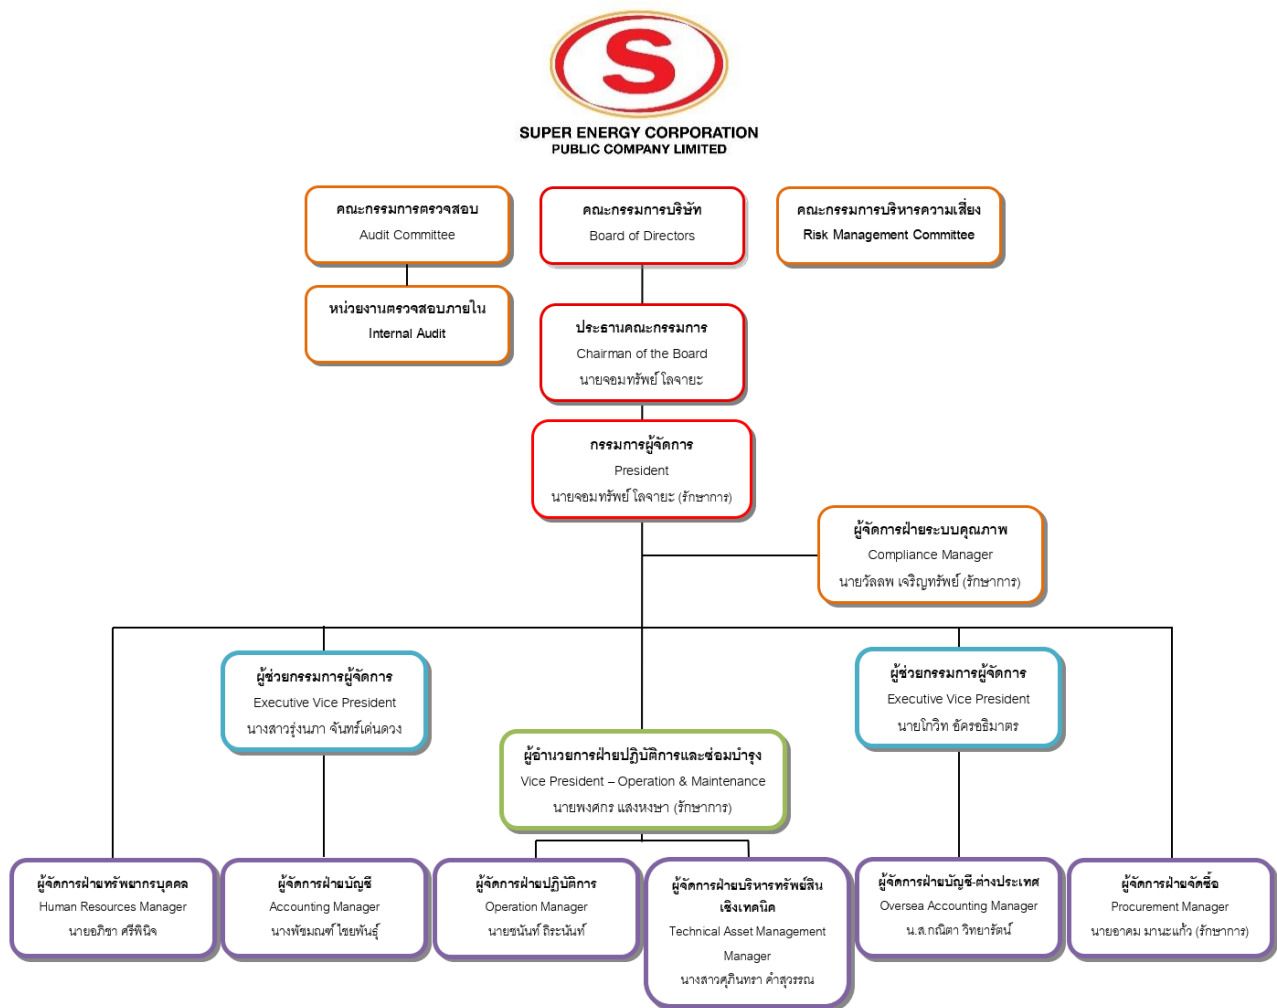 S
SUPER ENERGY CORPORATION
PUBLIC COMPANY LIMITED
คณะกรรมการตรวจสอบ
Audit Committee
คณะกรรมการบริษัท
Board of Directors
คณะกรรมการบริหารความเสี่ยง
Risk Management Committee
หน่วยงานตรวจสอบภายใน
Internal Audit
ประธานคณะกรรมการ
Chairman of the Board
นายจอมทรัพย์ โลจายะ
กรรมการผู้จัดการ
President
นายจอมทรัพย์ โลจายะ (รักษาการ)
ผู้จัดการฝ่ายระบบคุณภาพ
Compliance Manager
นายวัลลพ เจริญทรัพย์ (รักษาการ)
ผู้ช่วยกรรมการผู้จัดการ
Executive Vice President
นางสาวรุ่งนภา จันทร์เด่นดวง
ผู้ช่วยกรรมการผู้จัดการ
Executive Vice President
นายโกวิท อัครอธิมาตร
ผู้อำนวยการฝ่ายปฏิบัติการและซ่อมบำรุง
Vice President – Operation & Maintenance
นายพงศกร แสงหงษา (รักษาการ)
ผู้จัดการฝ่ายทรัพยากรบุคคล
Human Resources Manager
นายอภิชา ศรีพินิจ
ผู้จัดการฝ่ายบัญชี
Accounting Manager
นางพัชมณฑ์ ไชยพันธุ์
ผู้จัดการฝ่ายปฏิบัติการ
Operation Manager
นายชนันท์ ถิระนันท์
ผู้จัดการฝ่ายบริหารทรัพย์สิน
เชิงเทคนิค
Technical Asset Management
Manager
นางสาวศุภินทรา คำสุวรรณ
ผู้จัดการฝ่ายบัญชี-ต่างประเทศ
Oversea Accounting Manager
น.ส.กณิตา วิทยารัตน์
ผู้จัดการฝ่ายจัดซื้อ
Procurement Manager
นายอาคม มานะแก้ว (รักษาการ)